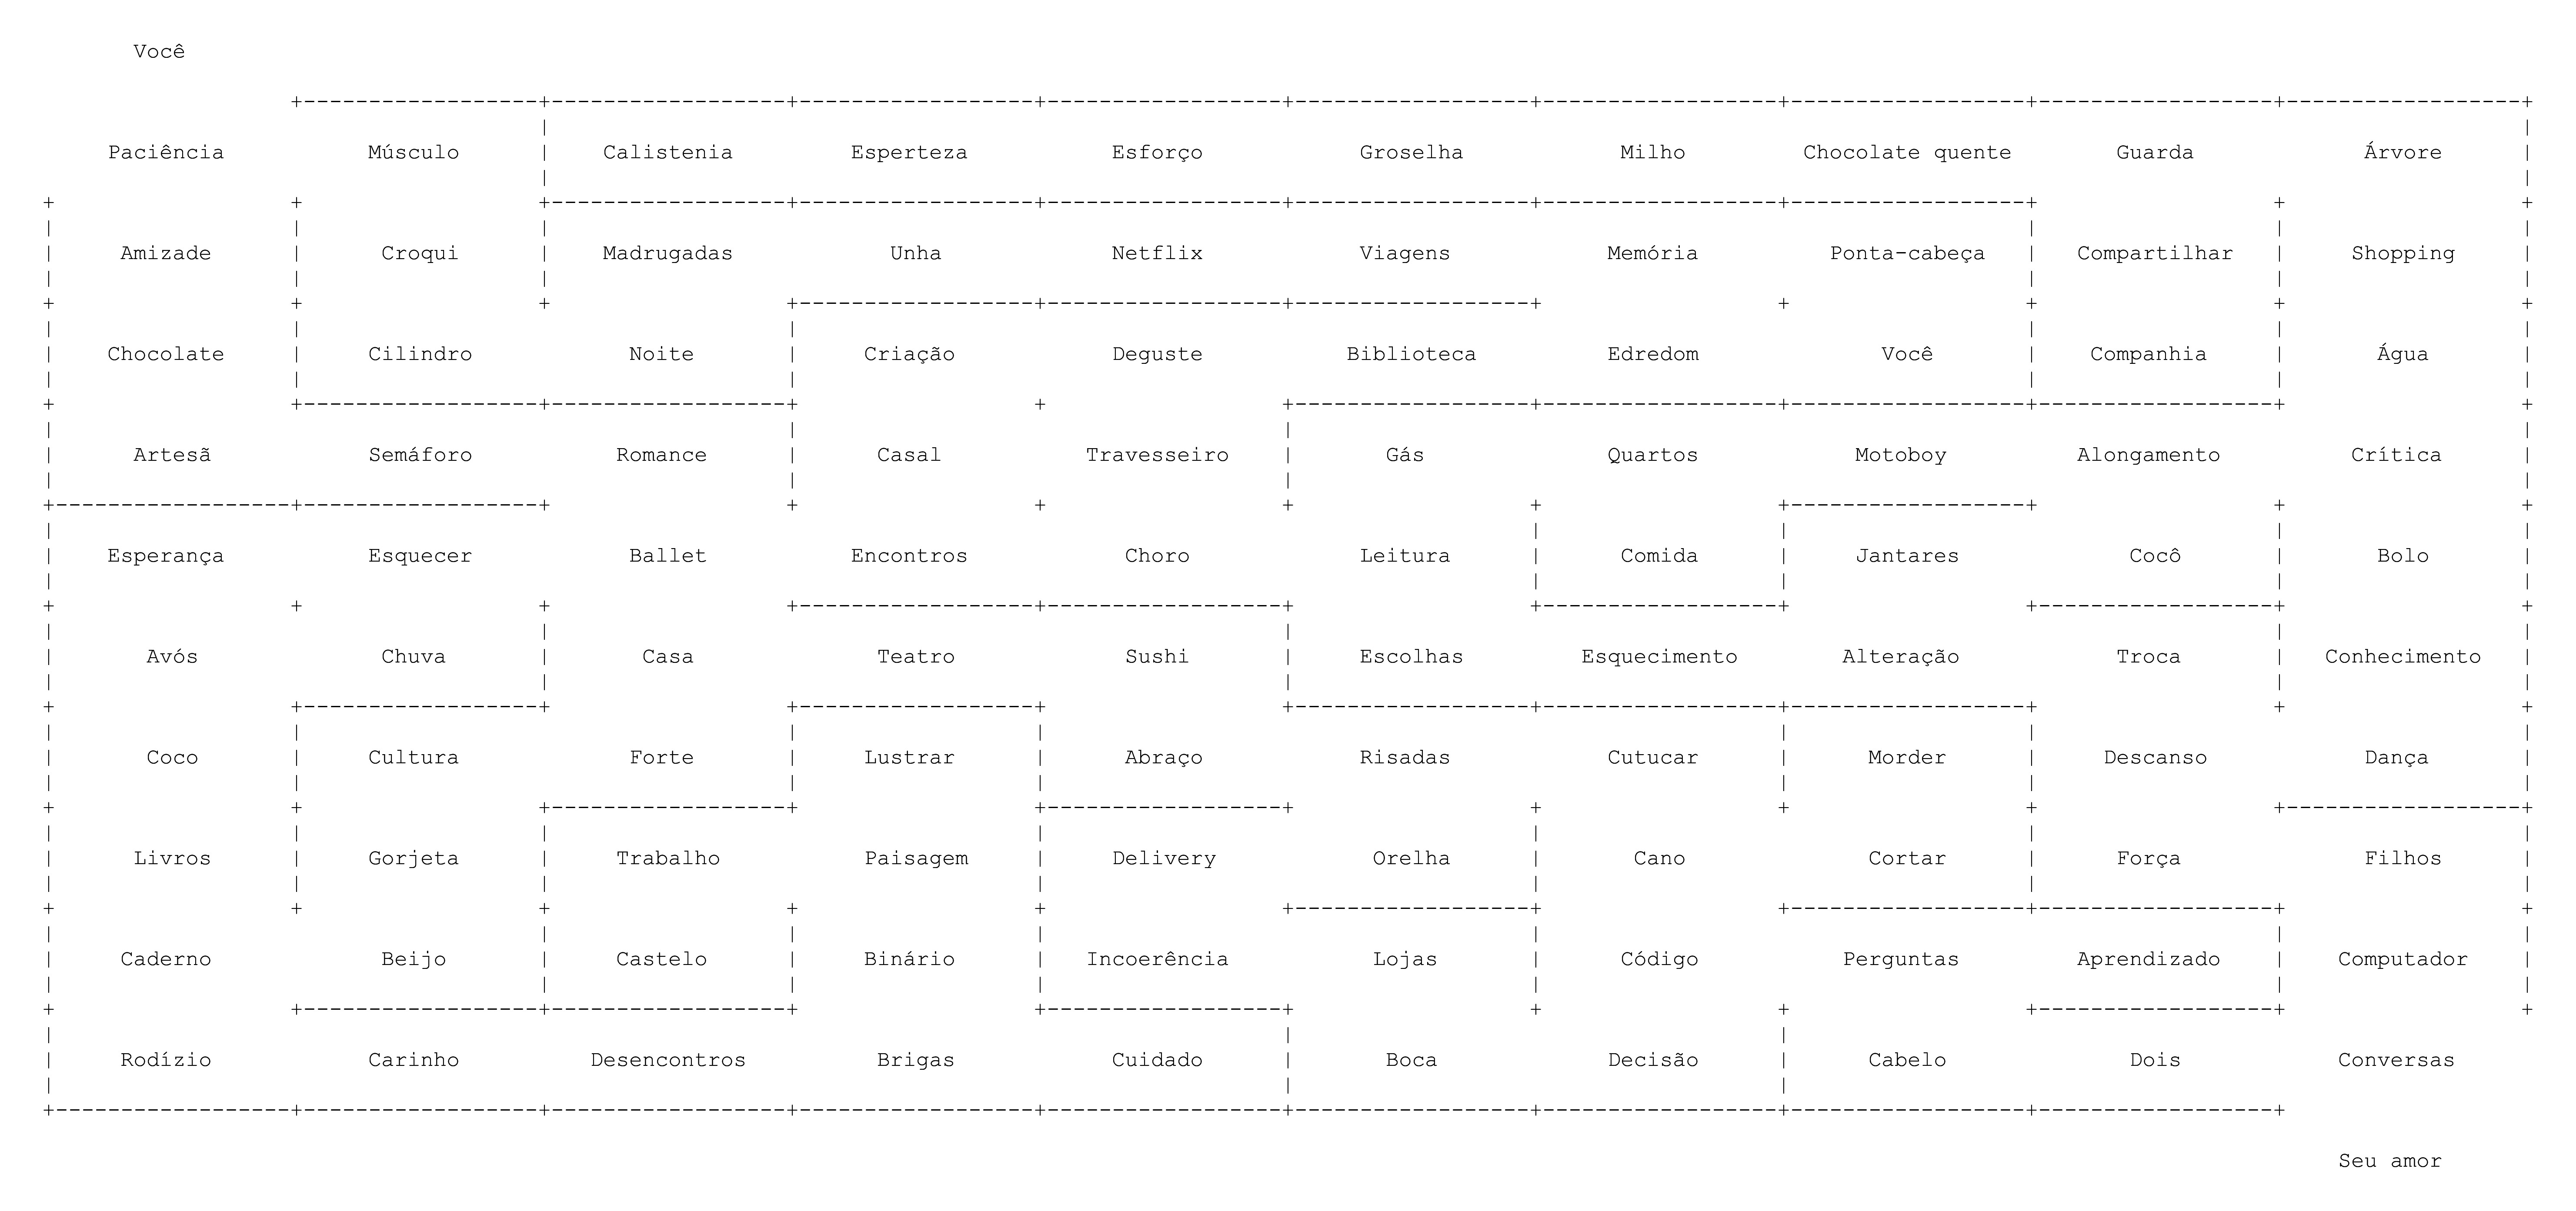 Você
Paciência Músculo Calistenia Esperteza Esforço Groselha Milho Chocolate quente Guarda Árvore
Amizade Croqui Madrugadas Unha Netflix Viagens Memória Ponta-cabeça Compartilhar Shopping
Chocolate Cilindro Noite Criação Deguste Biblioteca Edredom Você Companhia Água
Artesã Semáforo Romance Casal Travesseiro Gás Quartos Motoboy Alongamento Crítica
Esperança Esquecer Ballet Encontros Choro Leitura Comida Jantares Cocô Bolo
Avós Chuva Casa Teatro Sushi Escolhas Esquecimento Alteração Troca Conhecimento
Coco Cultura Forte Lustrar Abraço Risadas Cutucar Morder Descanso Dança
Livros Gorjeta Trabalho Paisagem Delivery Orelha Cano Cortar Força Filhos
Caderno Beijo Castelo Binário Incoerência Lojas Código Perguntas Aprendizado Computador
Rodízio Carinho Desencontros Brigas Cuidado Boca Decisão Cabelo Dois Conversas
Seu amor